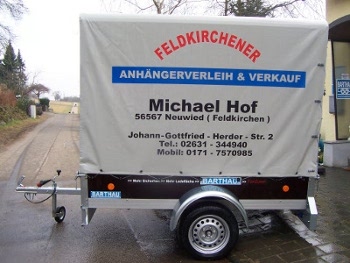 FELDKIRCHENER
ANHÄNGERVERLEIH & VERKAUF
Michael Hof
56567 Neuwied ( Feldkirchen )
Johann-Gottfried - Herder - Str. 2
Tel.: 02631 - 344940
Mobil: 0171 - 7570985
BARTHAU
BARTHAU